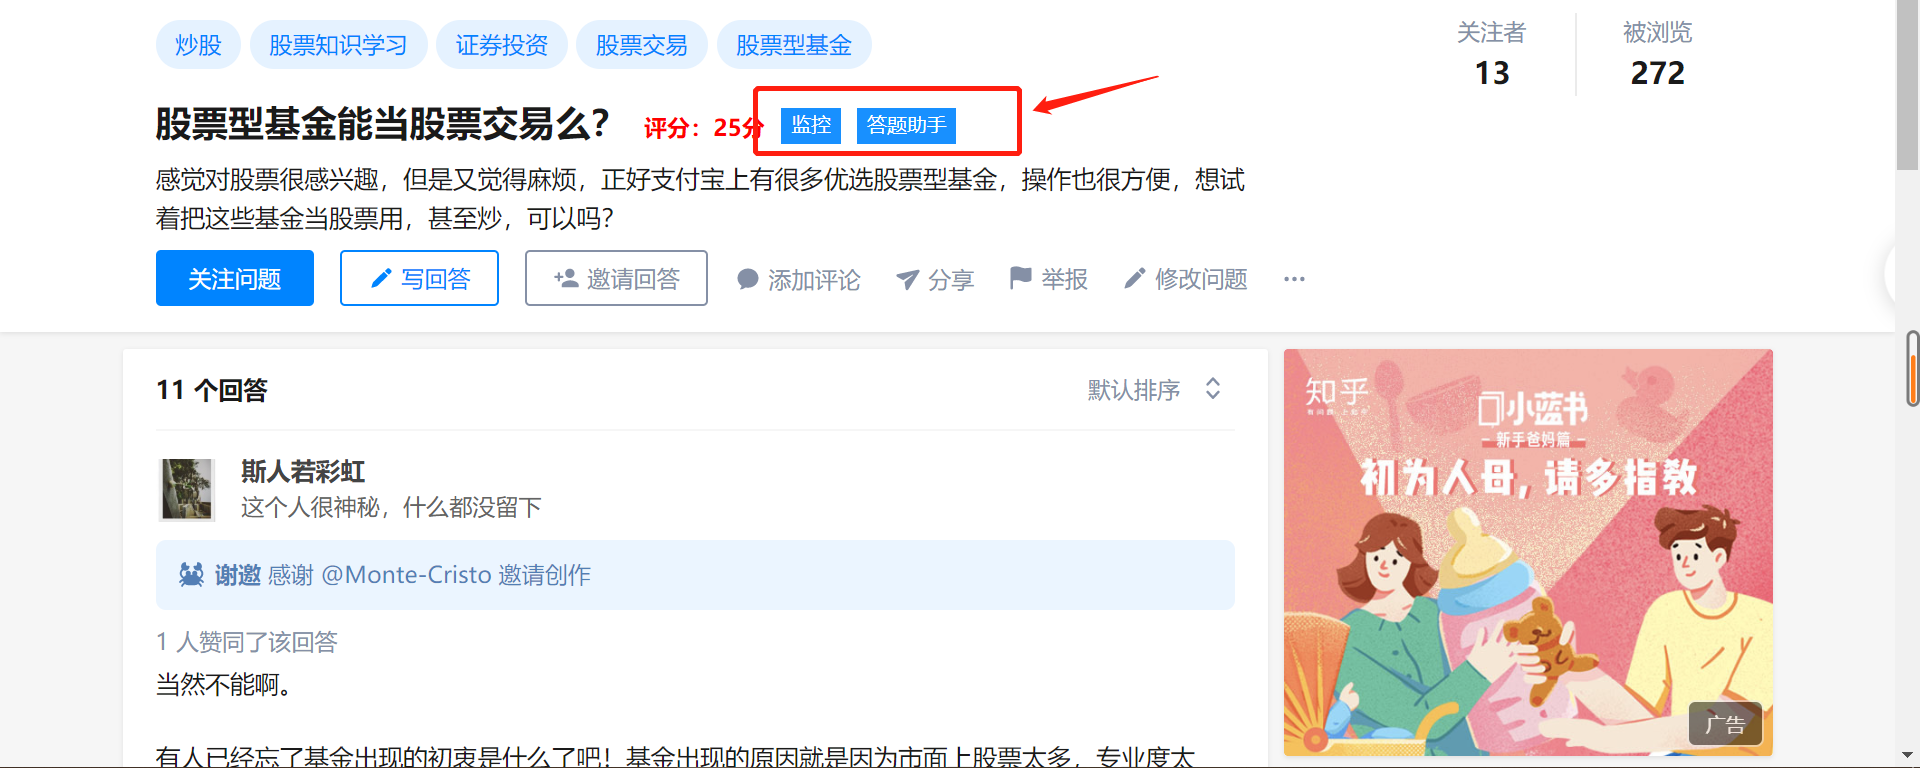 炒股 股票知识学习 证券投资 股票交易 股票型基金
关注者 被浏览
13 272
股票型基金能当股票交易么？ 评分：25分 监控 答题助手
感觉对股票很感兴趣，但是又觉得麻烦，正好支付宝上有很多优选股票型基金，操作也很方便，想试
着把这些基金当股票用，甚至炒，可以吗？
关注问题 写回答 邀请回答 添加评论 分享 举报 修改问题 ...
11 个回答 默认排序
斯人若彩虹
这个人很神秘，什么都没留下
谢邀 感谢 @Monte-Cristo 邀请创作
1 人赞同了该回答
当然不能啊。
有人已经忘了基金出现的初衷是什么了吧！基金出现的原因就是因为市面上股票太多，专业度太
知乎
小蓝书
新手爸妈篇
初为人母，请多指教
广告